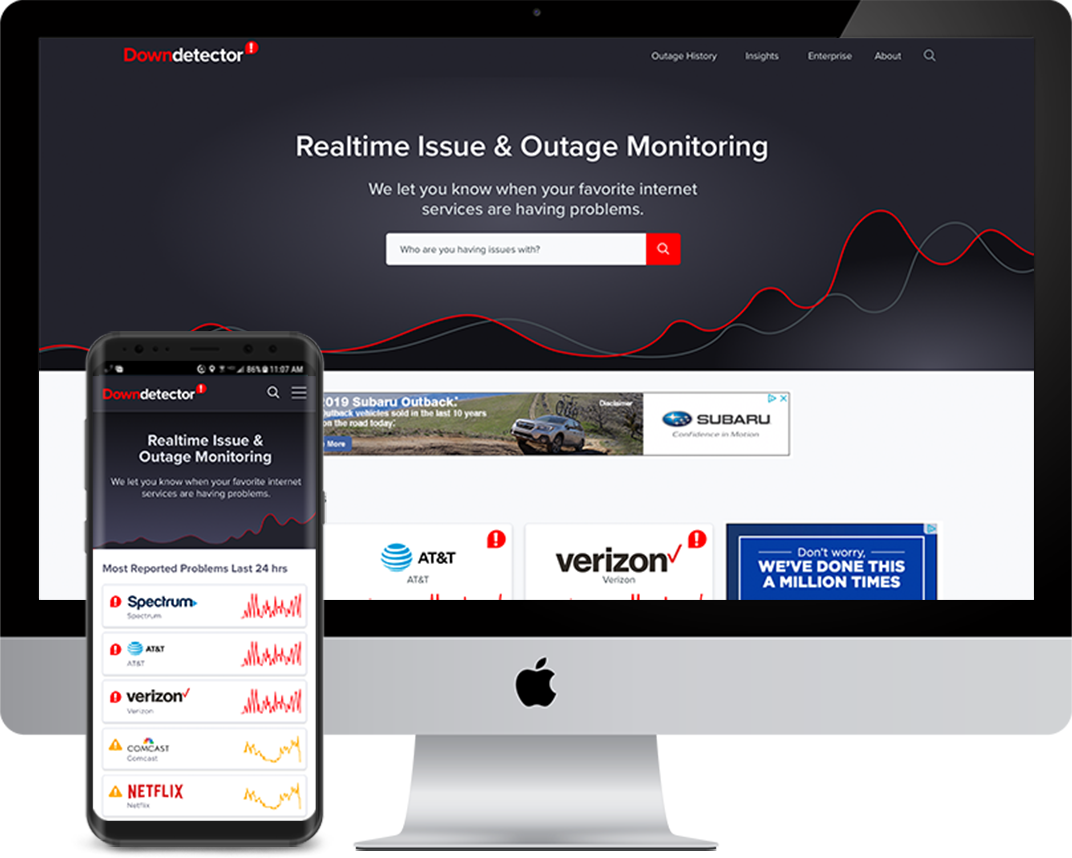 Downdetector
Outage History
Insights
Enterprise
About
Realtime Issue & Outage Monitoring
We let you know when your favorite internet
services are having problems.
Who are you having issues with?
2019 Subaru Outback.*
Outback vehicles sold in the last 10 years
on the road today.*
More
Disclaimer
SUBARU
Confidence in Motion
AT&T
AT&T
verizon
Verizon
Don't worry,
WE'VE DONE THIS
A MILLION TIMES
86% 11:07 AM
Downdetector
Realtime Issue &
Outage Monitoring
We let you know when your favorite internet
services are having problems.
Most Reported Problems Last 24 hrs
Spectrum
Spectrum
AT&T
AT&T
verizon
Verizon
COMCAST
Comcast
NETFLIX
Netflix